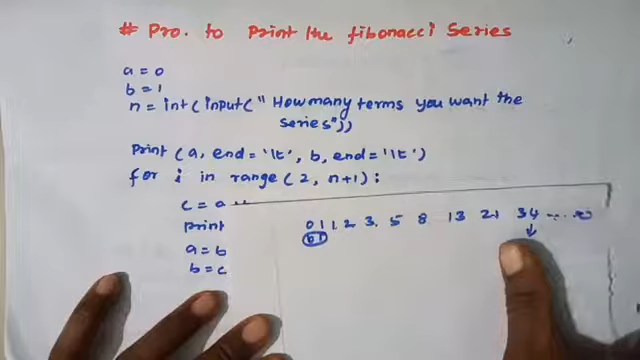 # Pro. to Print the fibonacci Series
a = 0
b = 1
n = int(input("How many terms you want the
series"))
Print (a, end = '\t', b, end = '\t')
for i in range (2, n+1):
c = a
Print
a = b
b = c
0 1 1 2 3. 5 8 13 21 34 ...